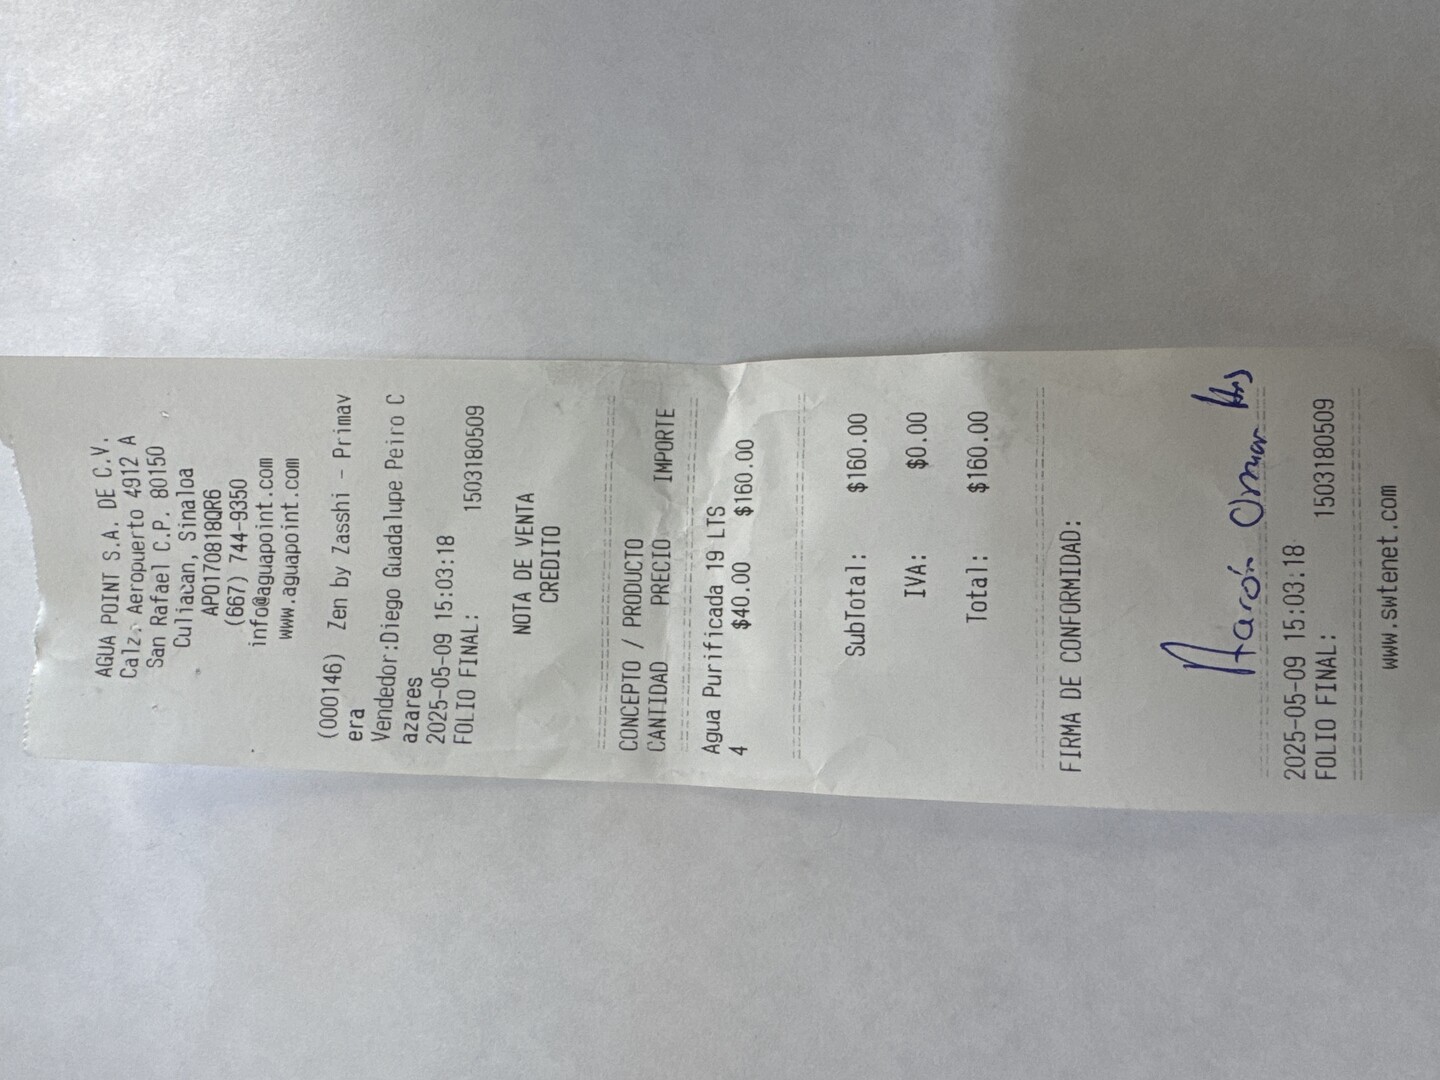 AGUA POINT S.A. DE C.V.
Calz. Aeropuerto 4912 A
San Rafael C.P. 80150
Culiacan, Sinaloa
APO170818QR6
(667) 744-9350
info@aguapoint.com
www.aguapoint.com
(000146) Zen by Zasshi - Primav
era
Vendedor:Diego Guadalupe Peiro C
azares
2025-05-09 15:03:18
FOLIO FINAL: 1503180509
NOTA DE VENTA
CREDITO
CONCEPTO / PRODUCTO
CANTIDAD PRECIO IMPORTE
Agua Purificada 19 LTS
4 $40.00 $160.00
SubTotal: $160.00
IVA: $0.00
Total: $160.00
FIRMA DE CONFORMIDAD:
Aarón Omar
2025-05-09 15:03:18
FOLIO FINAL: 1503180509
www.swtenet.com